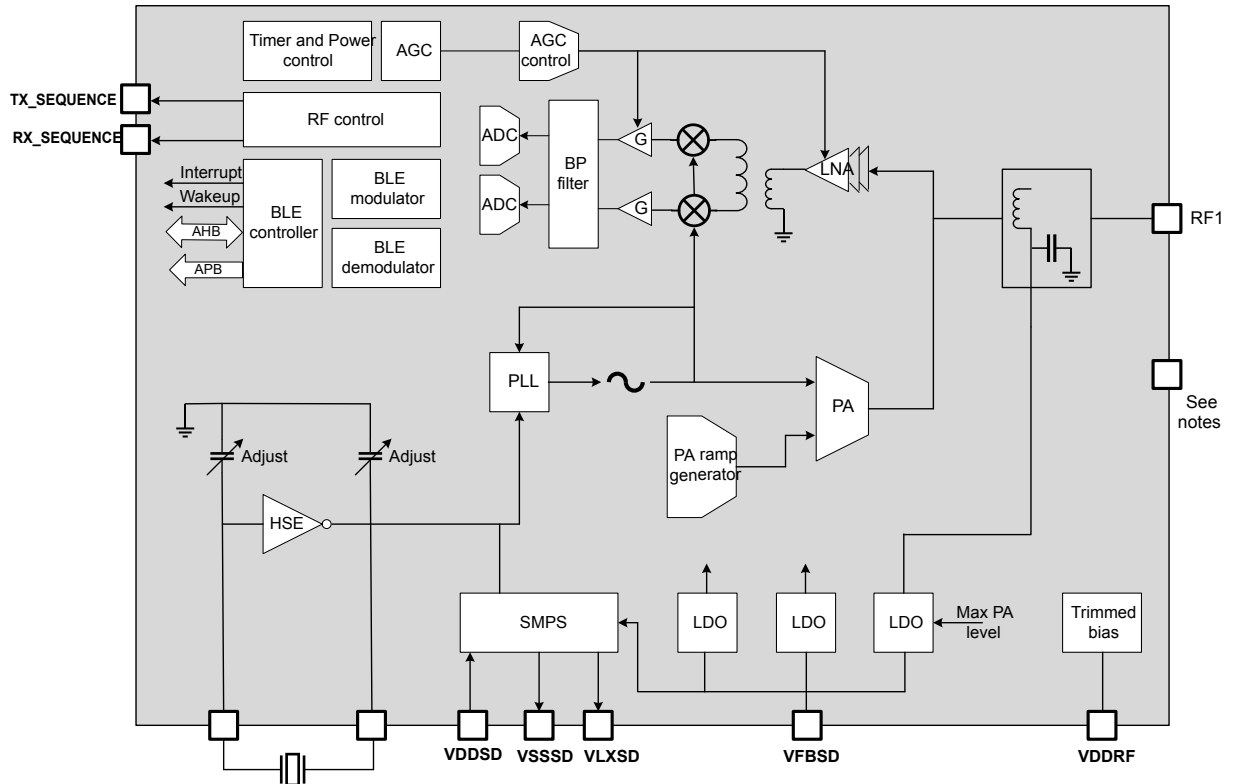 Timer and Power
control
AGC
AGC
control
TX_SEQUENCE
RX_SEQUENCE
RF control
ADC
ADC
BP
filter
G
G
LNA
Interrupt
Wakeup
AHB
APB
BLE
controller
BLE
modulator
BLE
demodulator
RF1
PLL
PA
See
notes
PA ramp
generator
Adjust
Adjust
HSE
SMPS
LDO
LDO
LDO
Max PA
level
Trimmed
bias
VDDSD
VSSSD
VLXSD
VFBSD
VDDRF